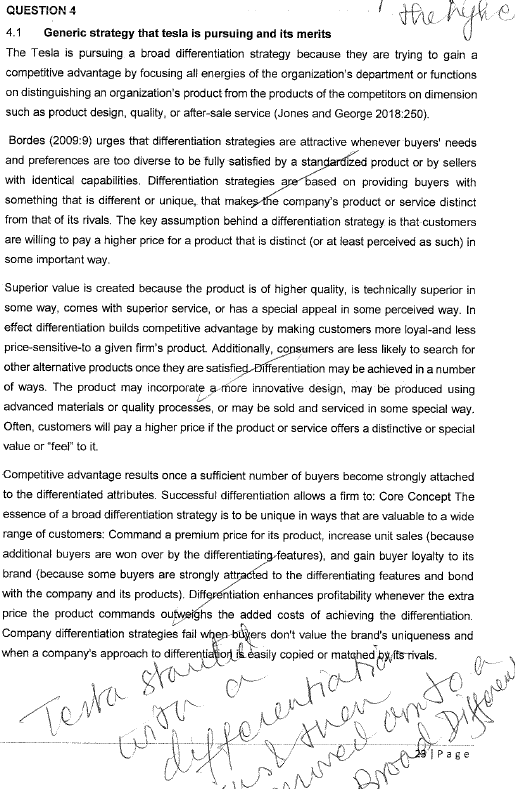 QUESTION 4
the highe
4.1 Generic strategy that tesla is pursuing and its merits
The Tesla is pursuing a broad differentiation strategy because they are trying to gain a
competitive advantage by focusing all energies of the organization's department or functions
on distinguishing an organization's product from the products of the competitors on dimension
such as product design, quality, or after-sale service (Jones and George 2018:250).
Bordes (2009:9) urges that differentiation strategies are attractive whenever buyers' needs
and preferences are too diverse to be fully satisfied by a standardized product or by sellers
with identical capabilities. Differentiation strategies are based on providing buyers with
something that is different or unique, that makes the company's product or service distinct
from that of its rivals. The key assumption behind a differentiation strategy is that customers
are willing to pay a higher price for a product that is distinct (or at least perceived as such) in
some important way.
Superior value is created because the product is of higher quality, is technically superior in
some way, comes with superior service, or has a special appeal in some perceived way. In
effect differentiation builds competitive advantage by making customers more loyal-and less
price-sensitive-to a given firm's product. Additionally, consumers are less likely to search for
other alternative products once they are satisfied. Differentiation may be achieved in a number
of ways. The product may incorporate a more innovative design, may be produced using
advanced materials or quality processes, or may be sold and serviced in some special way.
Often, customers will pay a higher price if the product or service offers a distinctive or special
value or "feel" to it.
Competitive advantage results once a sufficient number of buyers become strongly attached
to the differentiated attributes. Successful differentiation allows a firm to: Core Concept The
essence of a broad differentiation strategy is to be unique in ways that are valuable to a wide
range of customers: Command a premium price for its product, increase unit sales (because
additional buyers are won over by the differentiating features), and gain buyer loyalty to its
brand (because some buyers are strongly attracted to the differentiating features and bond
with the company and its products). Differentiation enhances profitability whenever the extra
price the product commands outweighs the added costs of achieving the differentiation.
Company differentiation strategies fail when buyers don't value the brand's uniqueness and
when a company's approach to differentiation is easily copied or matched by its rivals.
Tesla started
with a
differentiation
& then
moved on to a
Broad Differen
23 | Page